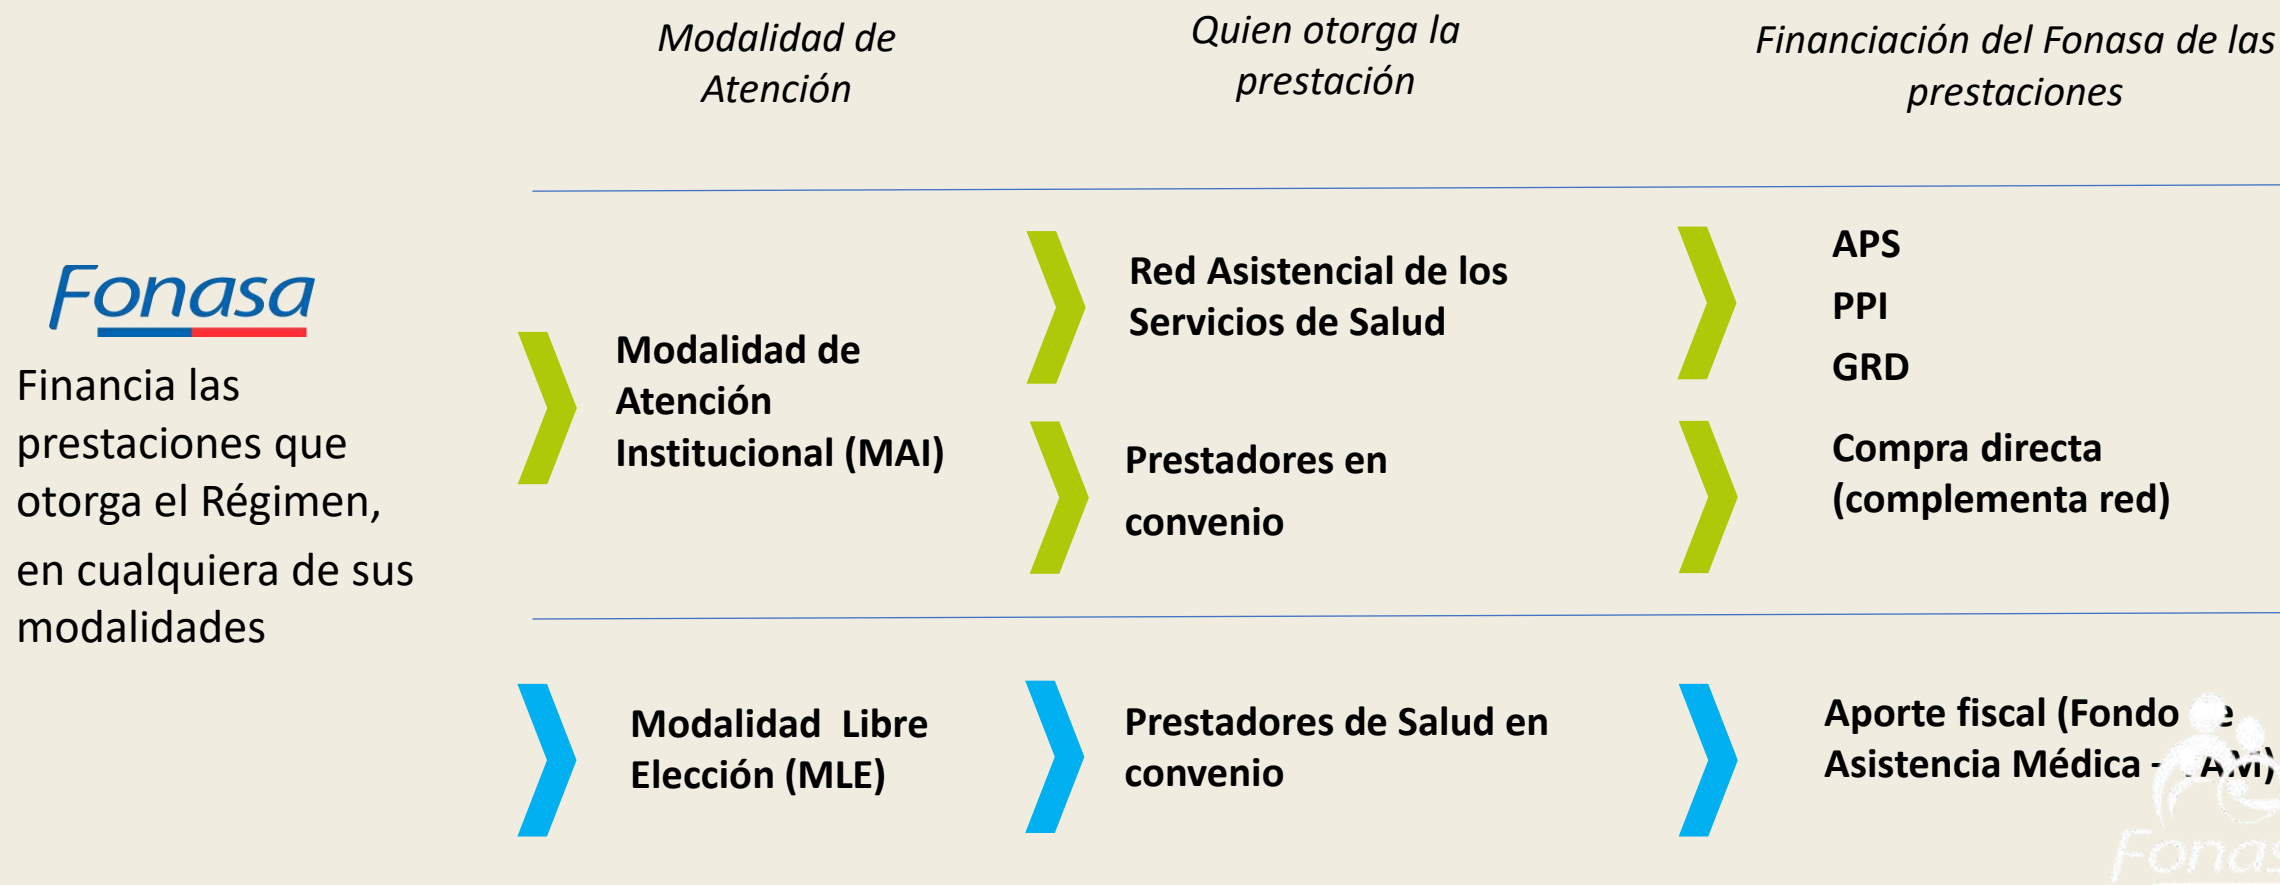 Modalidad de
Atención
Quien otorga la
prestación
Financiación del Fonasa de las
prestaciones
Fonasa
Financia las
prestaciones que
otorga el Régimen,
en cualquiera de sus
modalidades
Modalidad de
Atención
Institucional (MAI)
Red Asistencial de los
Servicios de Salud
APS
PPI
GRD
Prestadores en
convenio
Compra directa
(complementa red)
Modalidad Libre
Elección (MLE)
Prestadores de Salud en
convenio
Aporte fiscal (Fondo
Asistencia Médica -